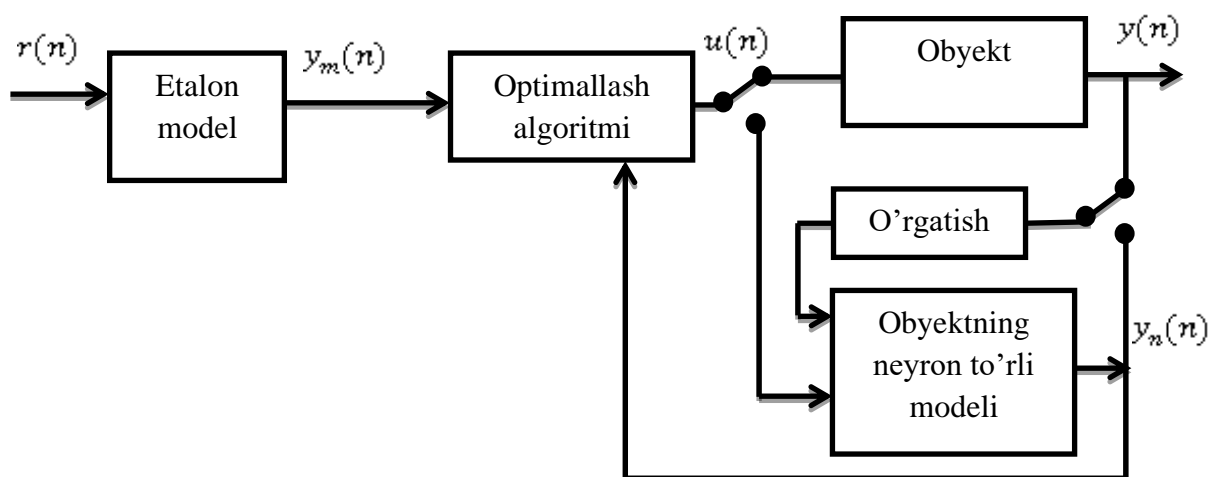 r(n)
Etalon
model
y_m(n)
Optimallash
algoritmi
u(n)
Obyekt
y(n)
O’rgatish
Obyektning
neyron to’rli
modeli
y_n(n)